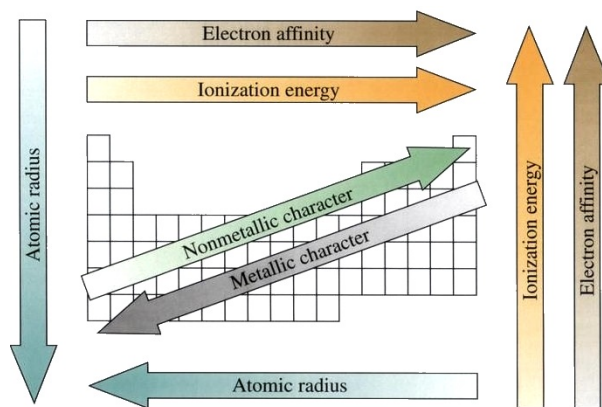 Electron affinity
Ionization energy
Atomic radius
Nonmetallic character
Metallic character
Ionization energy
Electron affinity
Atomic radius